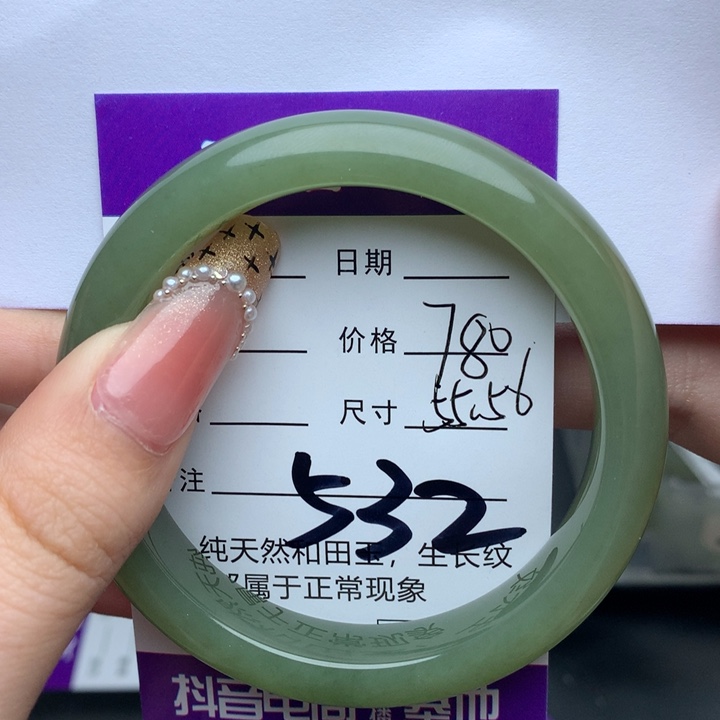 日期
价格 780
尺寸 55.56
注 532
纯天然和田玉，生长纹
属于正常现象
抖音电商